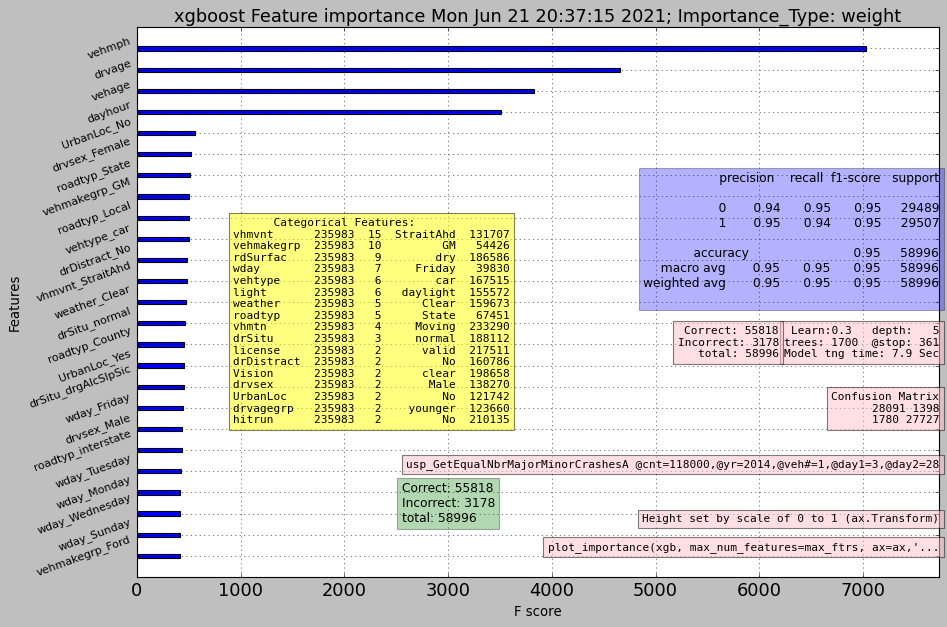 xgboost Feature importance Mon Jun 21 20:37:15 2021; Importance_Type: weight
Features
vehmph
drvage
vehage
dayhour
UrbanLoc_No
drvsex_Female
roadtyp_State
vehmakegrp_GM
roadtyp_Local
vehtype_car
drDistract_No
vhmvnt_StraitAhd
weather_Clear
drSitu_normal
roadtyp_County
UrbanLoc_Yes
drSitu_drgAlcSlpSic
wday_Friday
drvsex_Male
roadtyp_interstate
wday_Tuesday
wday_Monday
wday_Wednesday
wday_Sunday
vehmakegrp_Ford
Categorical Features:
vhmvnt 235983 15 StraitAhd 131707
vehmakegrp 235983 10 GM 54426
rdSurfac 235983 9 dry 186586
wday 235983 7 Friday 39830
vehtype 235983 6 car 167515
light 235983 6 daylight 155572
weather 235983 5 Clear 159673
roadtyp 235983 5 State 67451
vhmtn 235983 4 Moving 233290
drSitu 235983 3 normal 188112
license 235983 2 valid 217511
drDistract 235983 2 No 160786
Vision 235983 2 clear 198658
drvsex 235983 2 Male 138270
UrbanLoc 235983 2 No 121742
drvagegrp 235983 2 younger 123660
hitrun 235983 2 No 210135
precision recall f1-score support
0 0.94 0.95 0.95 29489
1 0.95 0.94 0.95 29507
accuracy 0.95 58996
macro avg 0.95 0.95 0.95 58996
weighted avg 0.95 0.95 0.95 58996
Correct: 55818
Incorrect: 3178
total: 58996
Learn:0.3 depth: 5
trees: 1700 @stop: 361
Model tng time: 7.9 Sec
Confusion Matrix
28091 1398
1780 27727
usp_GetEqualNbrMajorMinorCrashesA @cnt=118000,@yr=2014,@veh#=1,@day1=3,@day2=28
Correct: 55818
Incorrect: 3178
total: 58996
Height set by scale of 0 to 1 (ax.Transform)
plot_importance(xgb, max_num_features=max_ftrs, ax=ax,'...
0 1000 2000 3000 4000 5000 6000 7000
F score